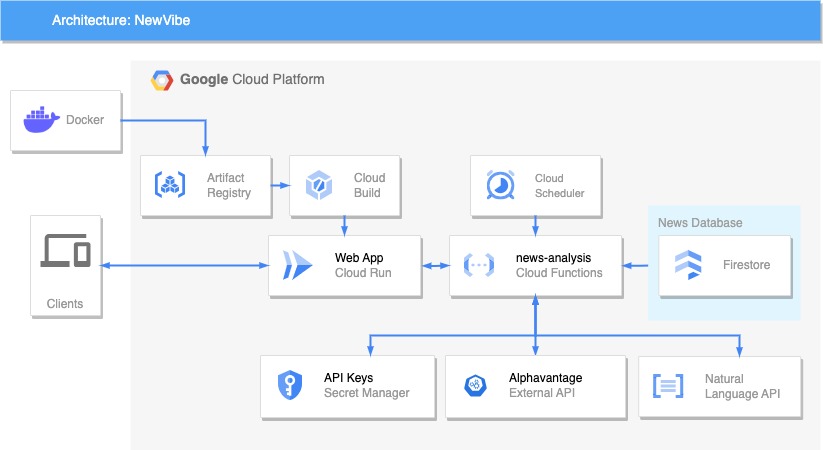 Architecture: NewVibe
Google Cloud Platform
Docker
Artifact
Registry
Cloud
Build
Cloud
Scheduler
News Database
Firestore
Clients
Web App
Cloud Run
news-analysis
Cloud Functions
API Keys
Secret Manager
Alphavantage
External API
Natural
Language API